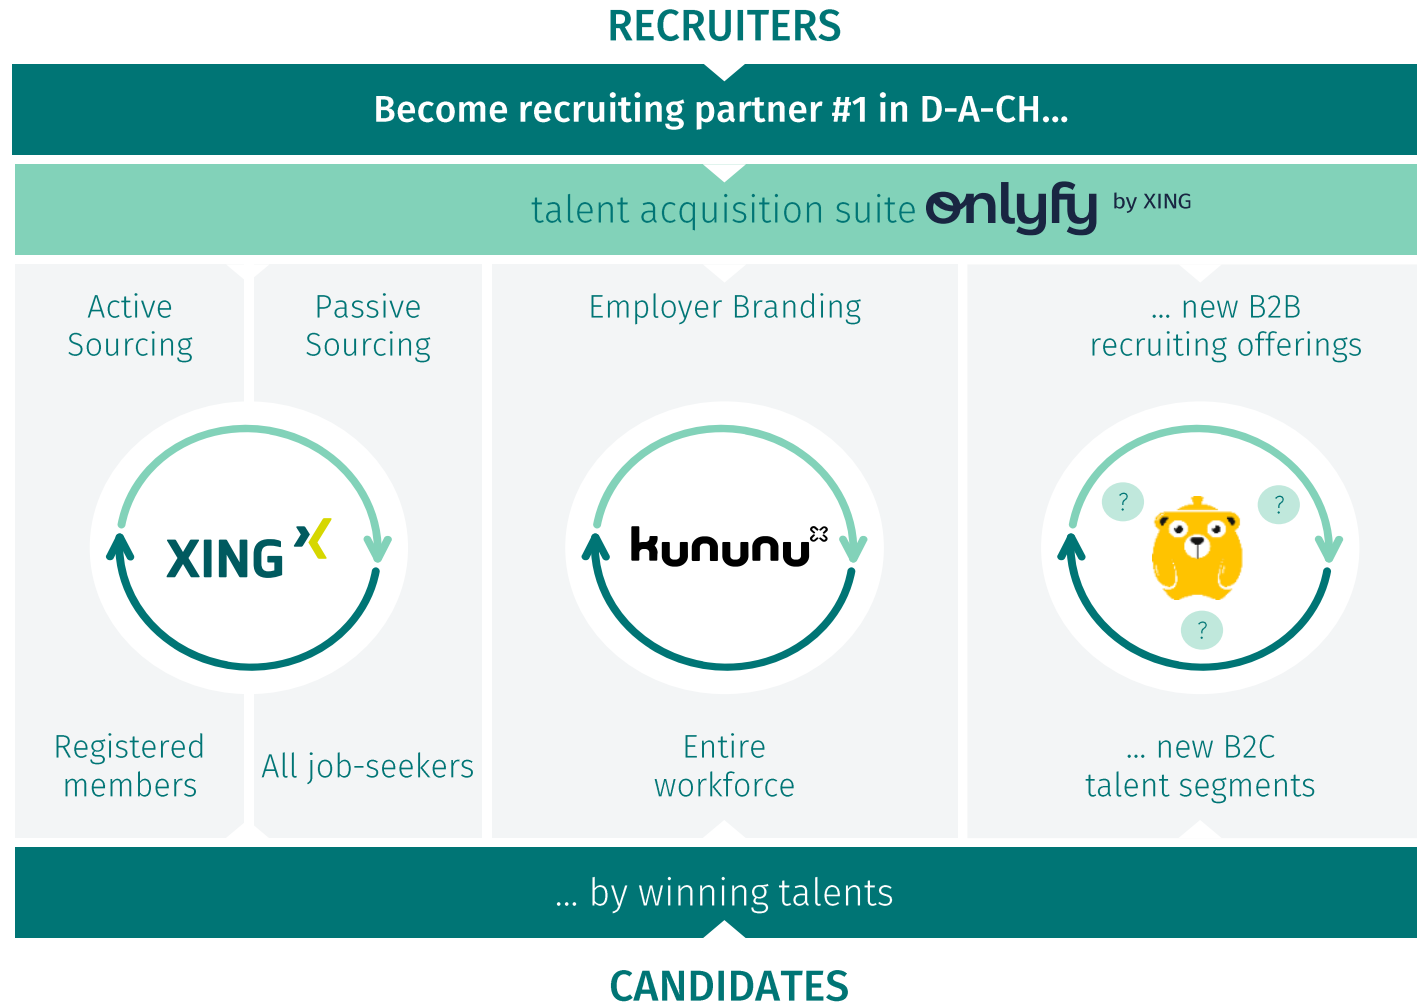 RECRUITERS
Become recruiting partner #1 in D-A-CH...
talent acquisition suite onlyfy by XING
Active
Sourcing
Passive
Sourcing
Employer Branding
... new B2B
recruiting offerings
XING
kununu
?
?
?
Registered
members
All job-seekers
Entire
workforce
... new B2C
talent segments
... by winning talents
CANDIDATES